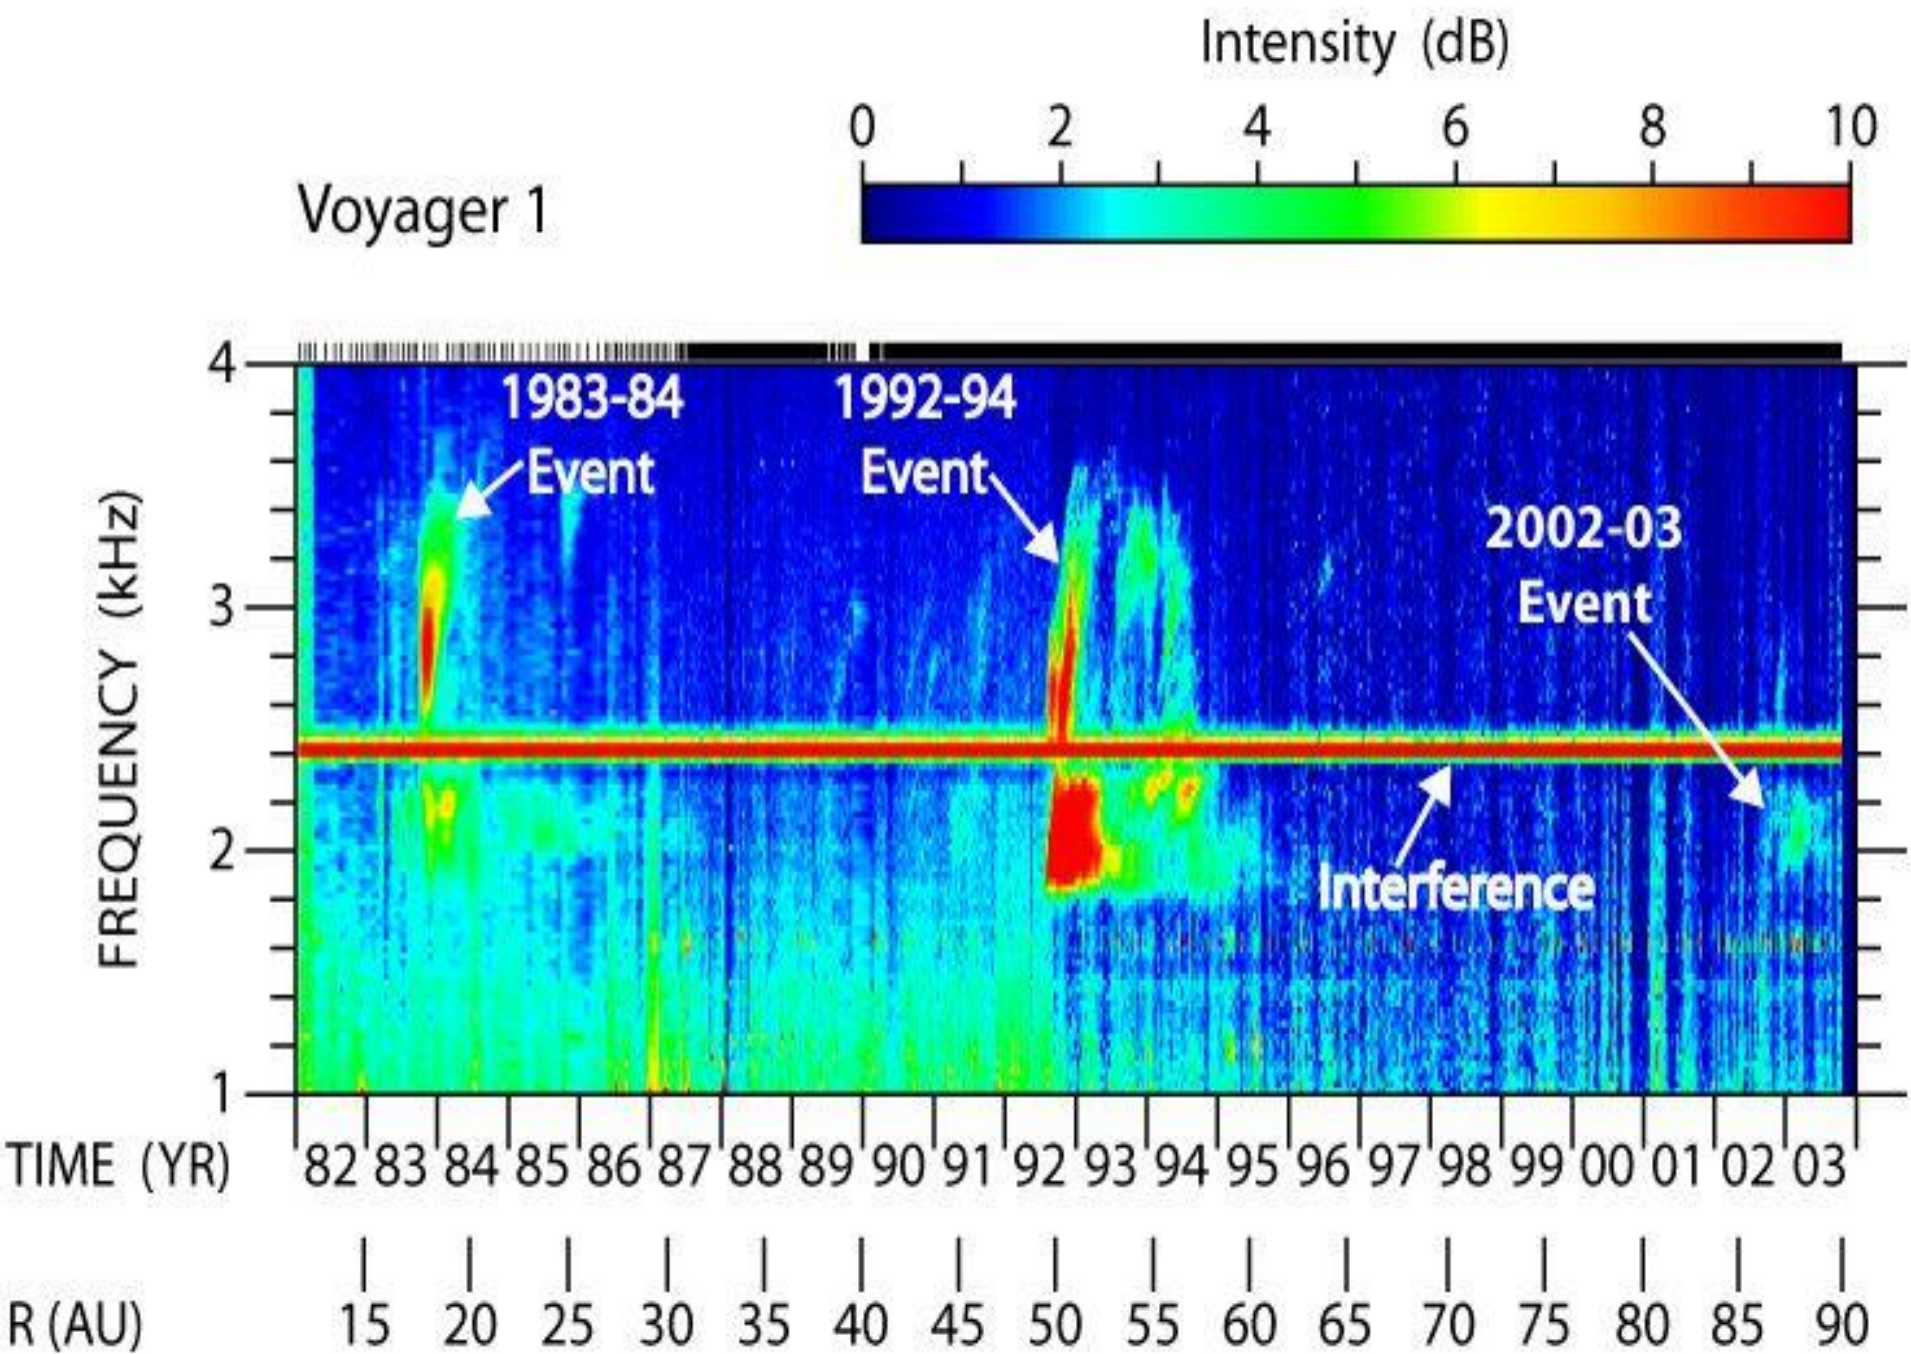 Intensity (dB)
0 2 4 6 8 10
Voyager 1
4
1983-84
Event
1992-94
Event
2002-03
Event
3
FREQUENCY (kHz)
2
Interference
1
TIME (YR) 82 83 84 85 86 87 88 89 90 91 92 93 94 95 96 97 98 99 00 01 02 03
R (AU) 15 20 25 30 35 40 45 50 55 60 65 70 75 80 85 90